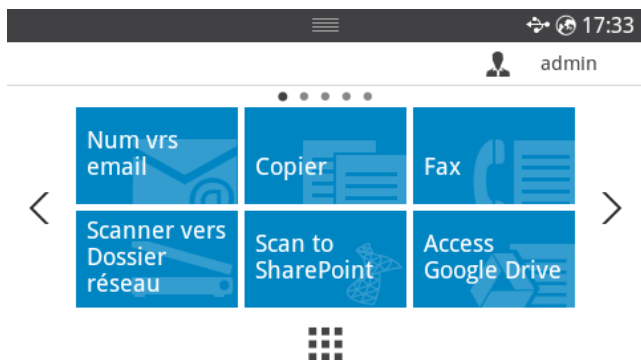 17:33
admin
Num vrs
email
Copier
Fax
Scanner vers
Dossier
réseau
Scan to
SharePoint
Access
Google Drive